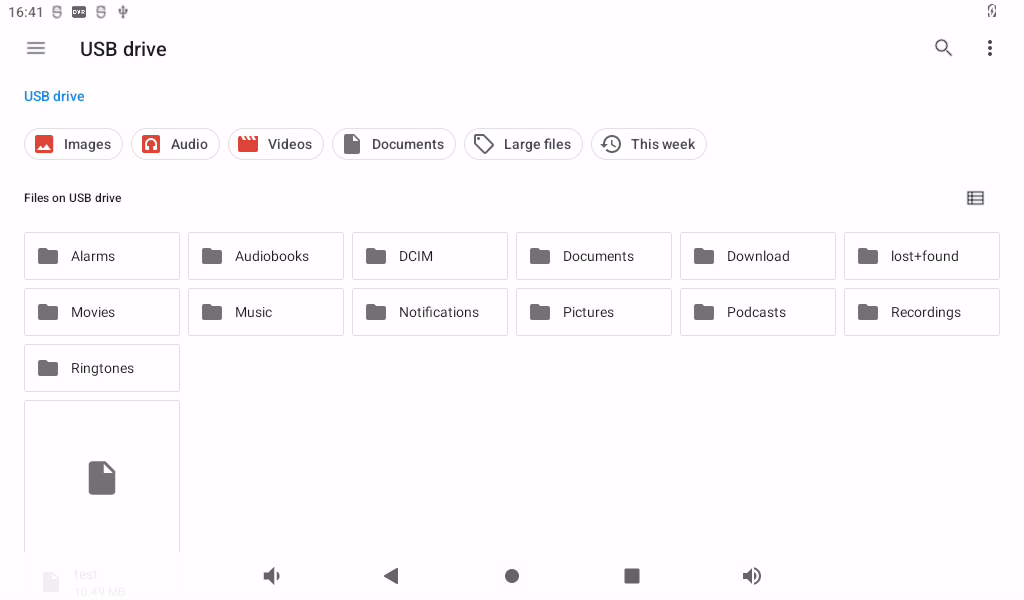 16:41 DVR
USB drive
USB drive
Images Audio Videos Documents Large files This week
Files on USB drive
Alarms Audiobooks DCIM Documents Download lost+found
Movies Music Notifications Pictures Podcasts Recordings
Ringtones
test
10.49 MB